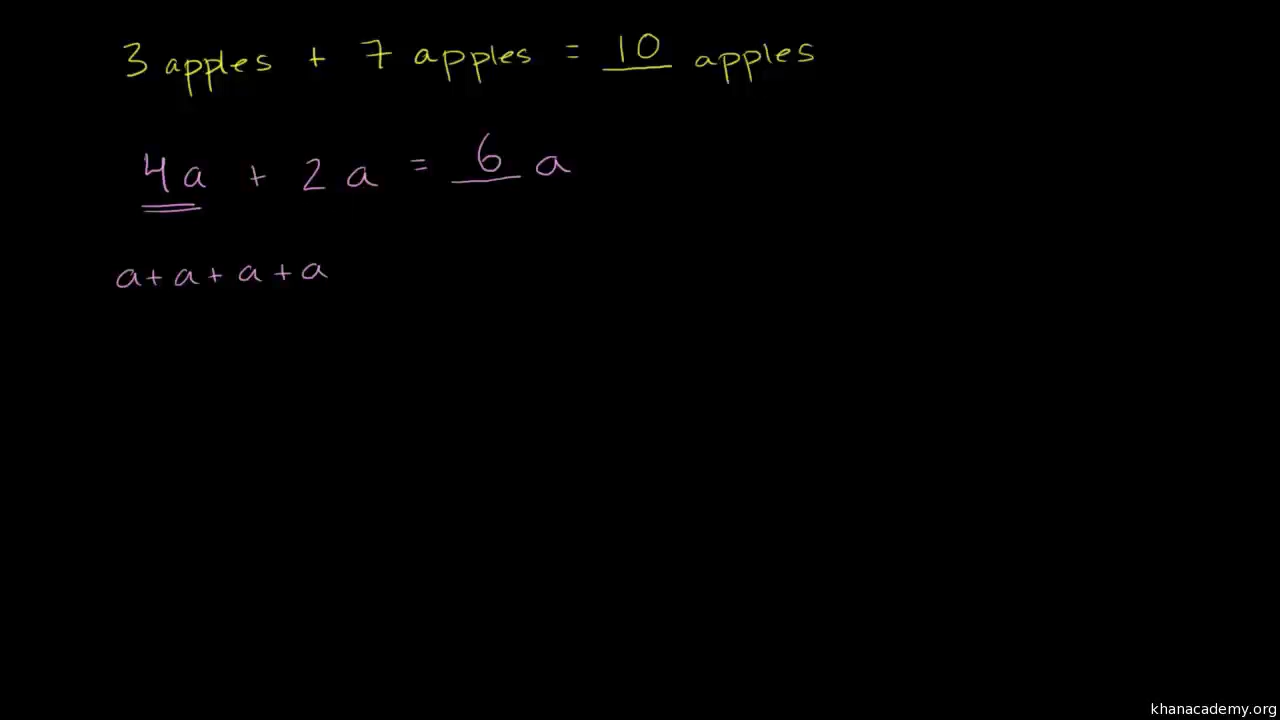 3 apples + 7 apples = 10 apples
4a + 2a = 6 a
a + a + a + a
khanacademy.org